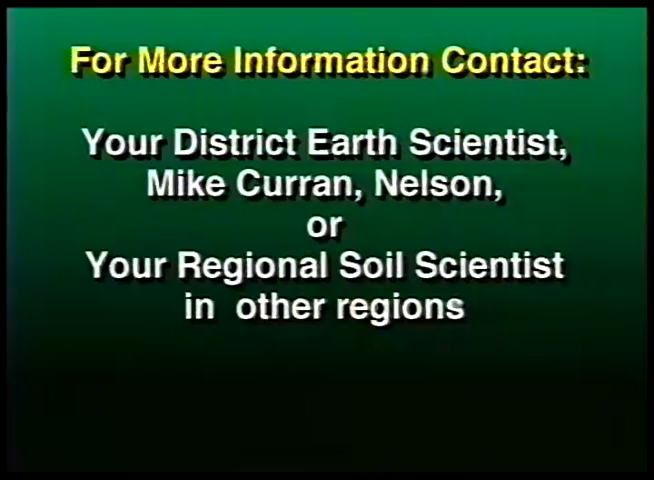 For More Information Contact:
Your District Earth Scientist,
Mike Curran, Nelson,
or
Your Regional Soil Scientist
in other regions